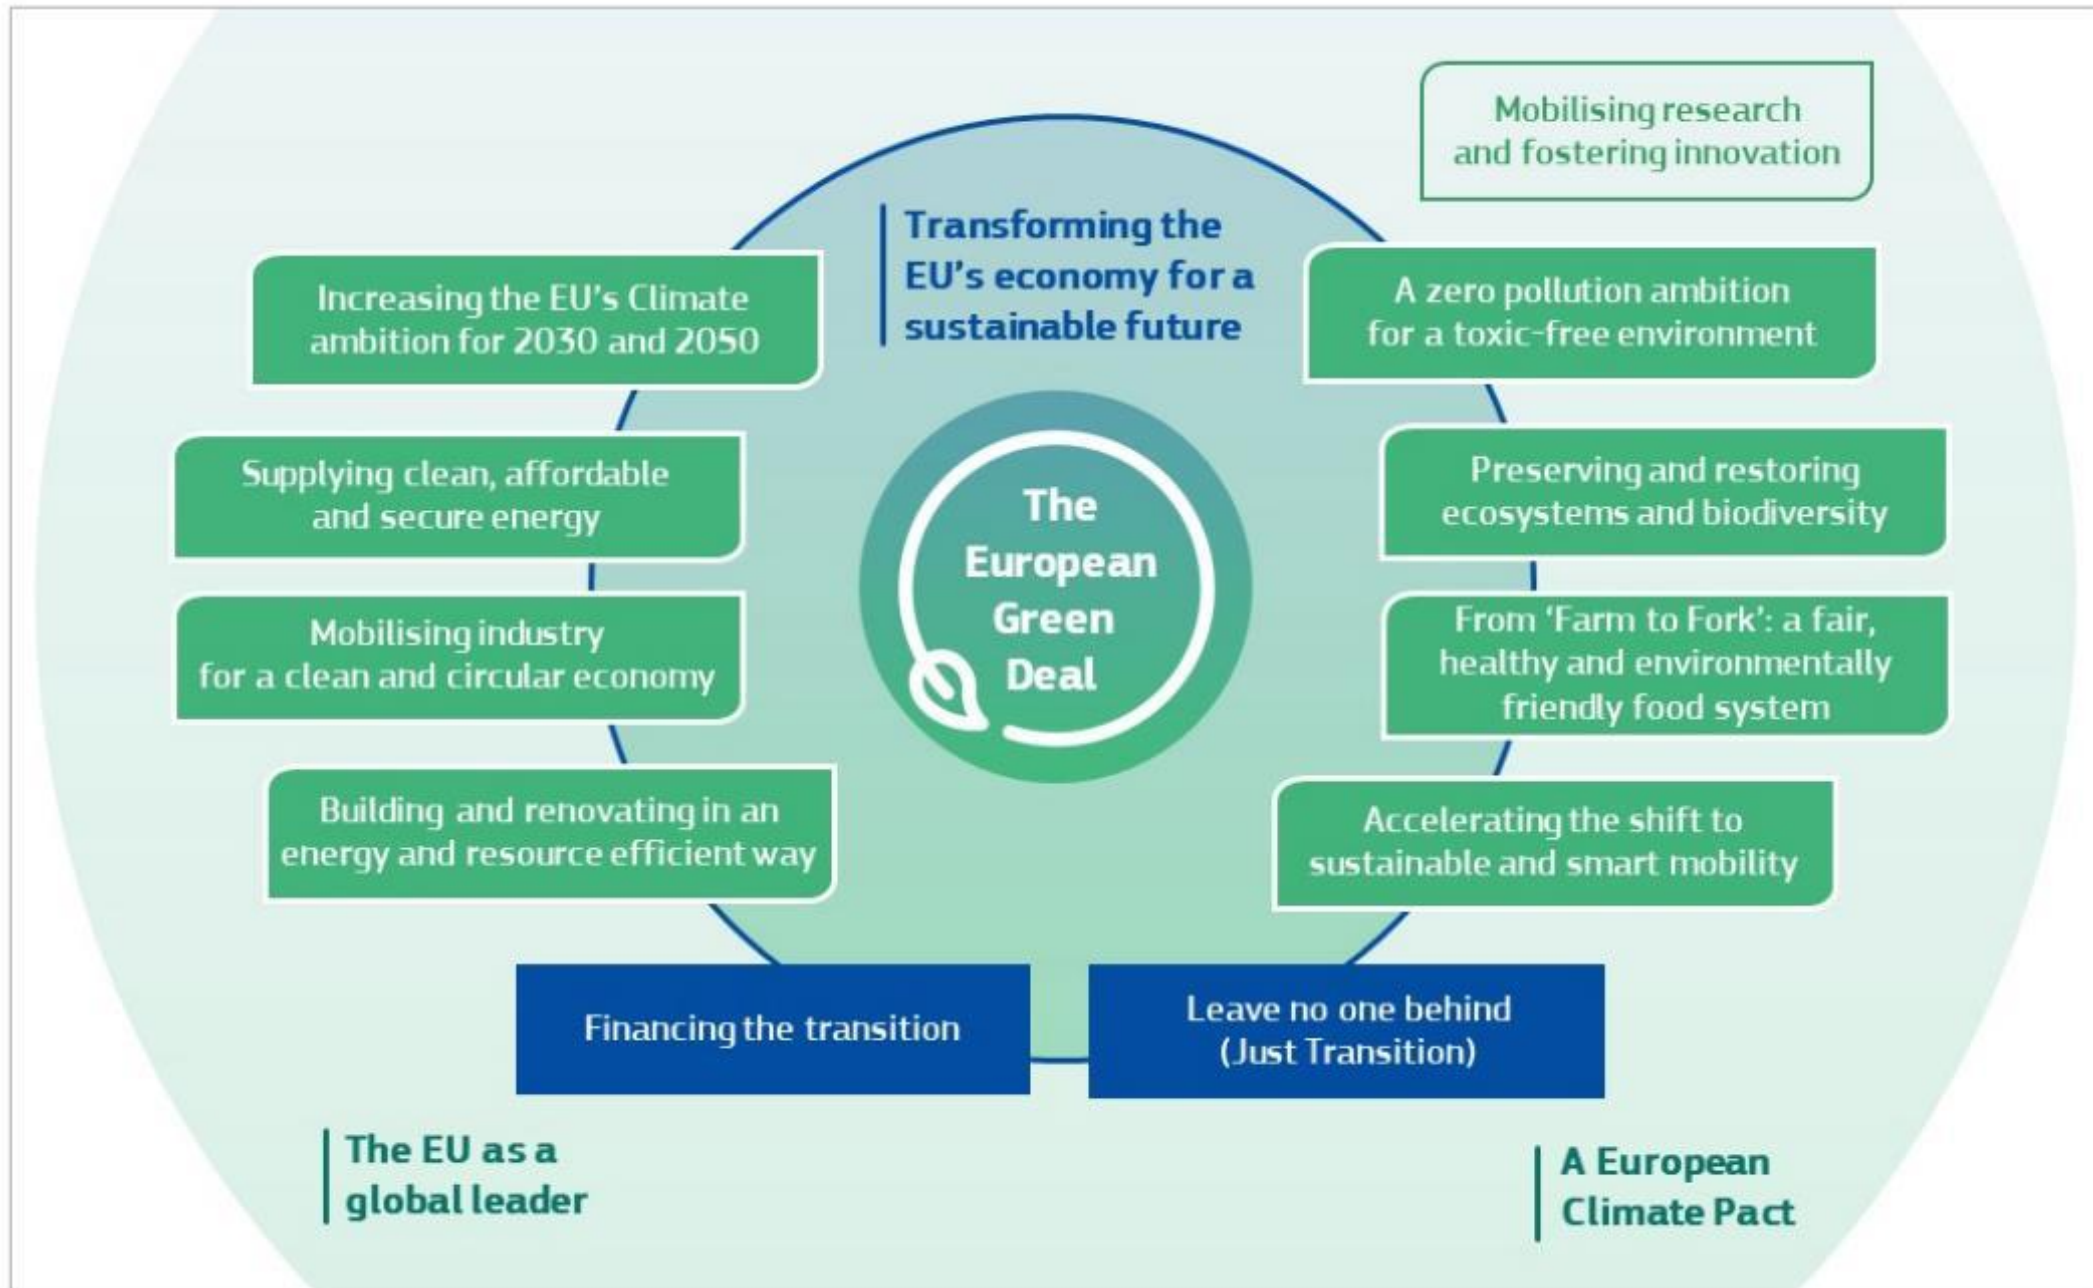 Mobilising research
and fostering innovation
Transforming the
EU's economy for a
sustainable future
Increasing the EU's Climate
ambition for 2030 and 2050
A zero pollution ambition
for a toxic-free environment
Supplying clean, affordable
and secure energy
Preserving and restoring
ecosystems and biodiversity
The
European
Green
Deal
Mobilising industry
for a clean and circular economy
From ‘Farm to Fork’: a fair,
healthy and environmentally
friendly food system
Building and renovating in an
energy and resource efficient way
Accelerating the shift to
sustainable and smart mobility
Financing the transition
Leave no one behind
(Just Transition)
The EU as a
global leader
A European
Climate Pact